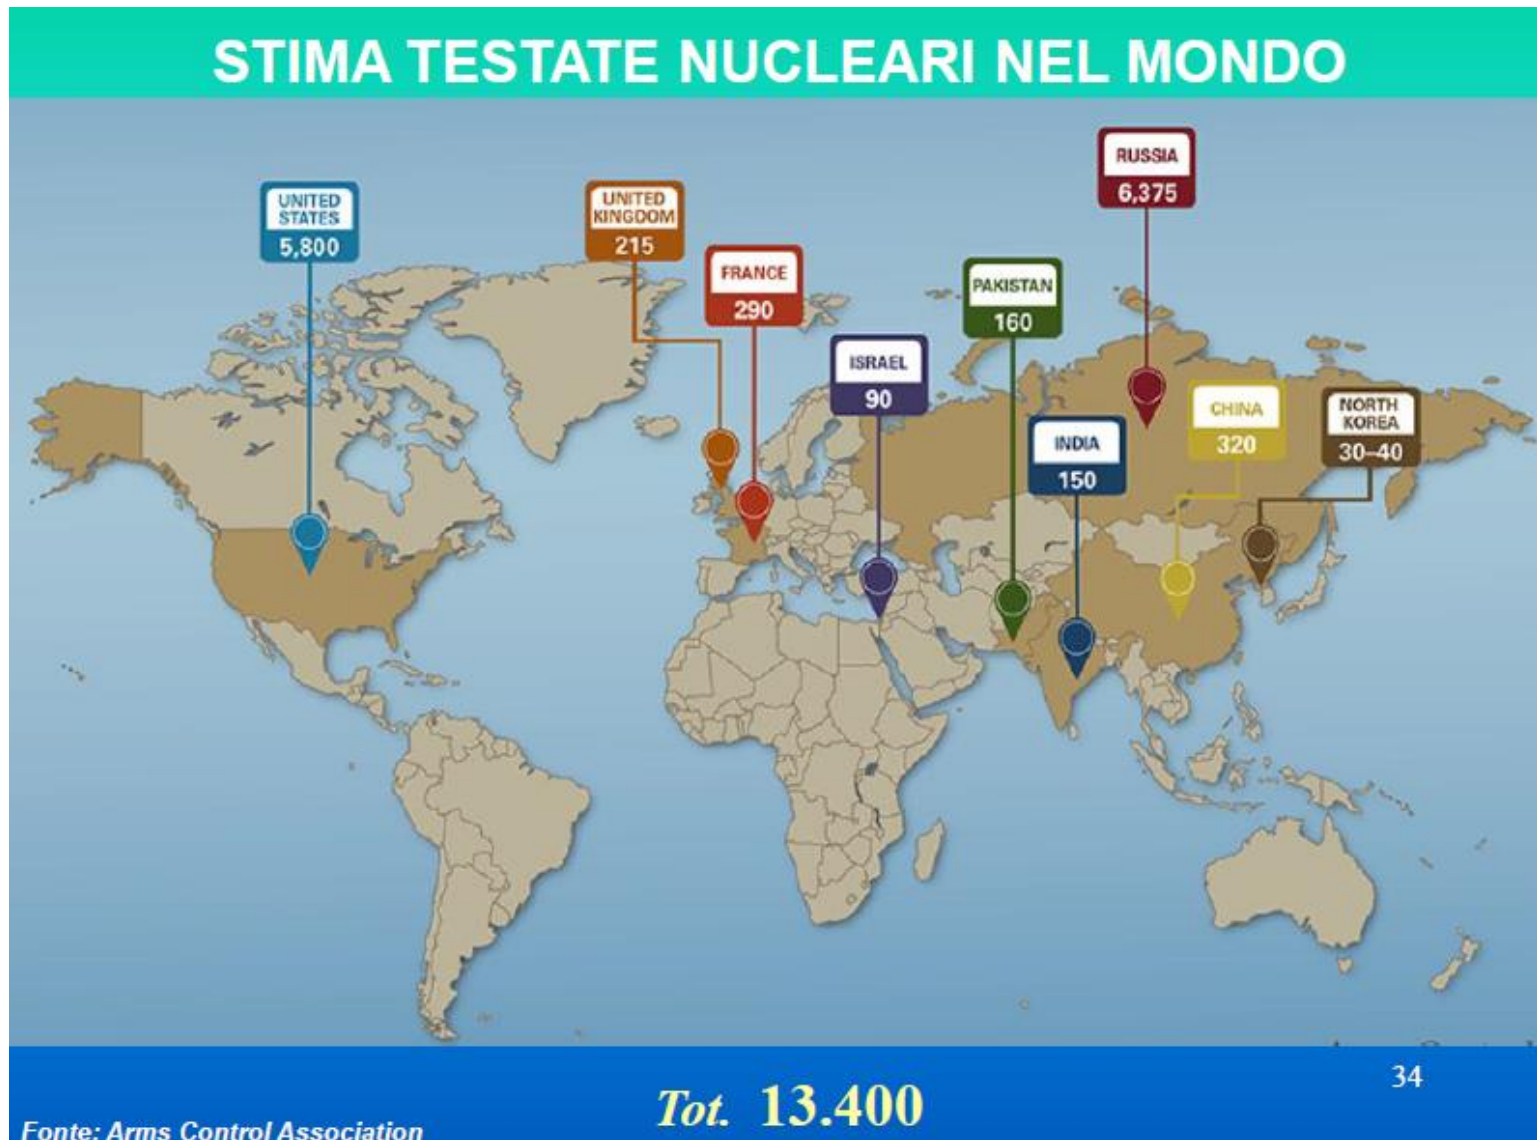 STIMA TESTATE NUCLEARI NEL MONDO
RUSSIA
6,375
UNITED
STATES
5,800
UNITED
KINGDOM
215
FRANCE
290
PAKISTAN
160
ISRAEL
90
CHINA
320
NORTH
KOREA
30–40
INDIA
150
34
Tot. 13.400
Fonte: Arms Control Association